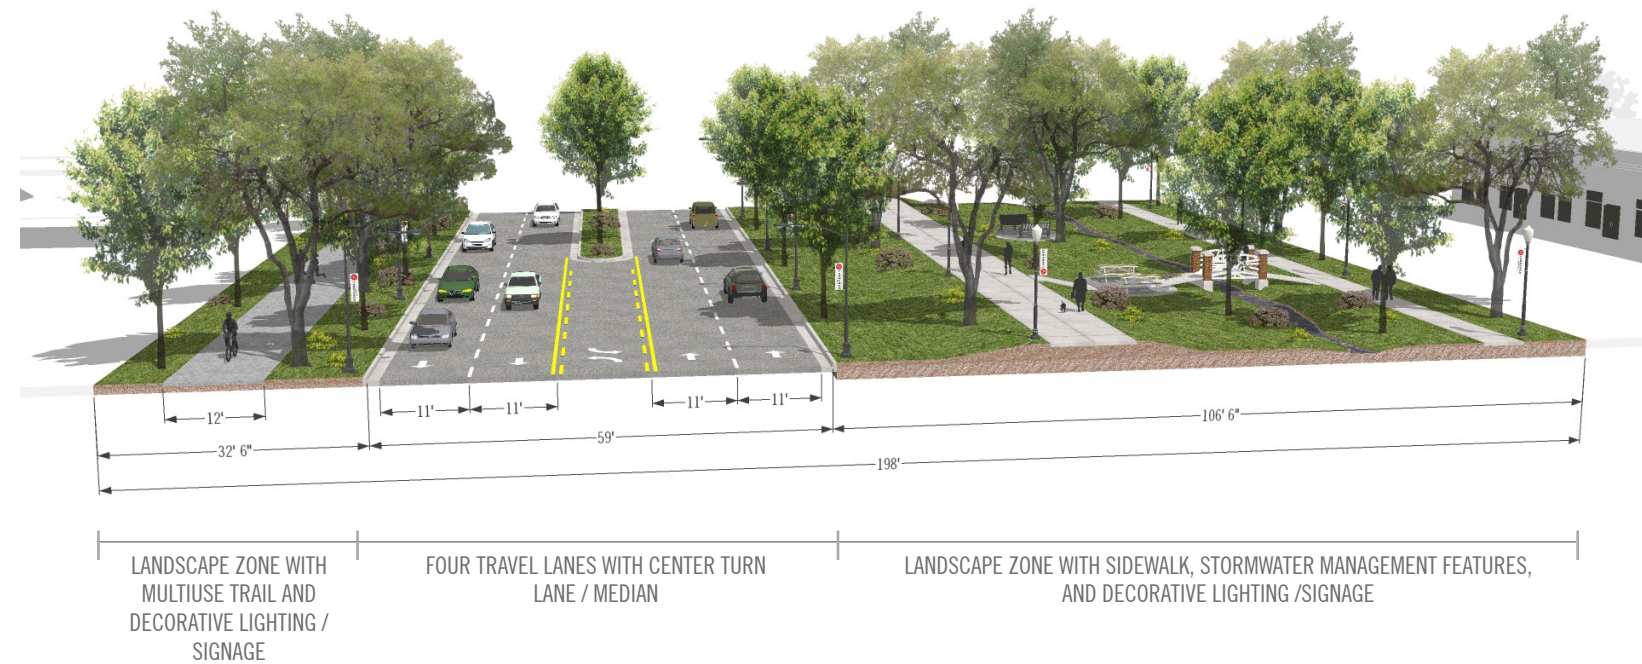 12'
11'
11'
11'
11'
32' 6"
59'
106' 6"
198'
LANDSCAPE ZONE WITH
MULTIUSE TRAIL AND
DECORATIVE LIGHTING /
SIGNAGE
FOUR TRAVEL LANES WITH CENTER TURN
LANE / MEDIAN
LANDSCAPE ZONE WITH SIDEWALK, STORMWATER MANAGEMENT FEATURES,
AND DECORATIVE LIGHTING /SIGNAGE